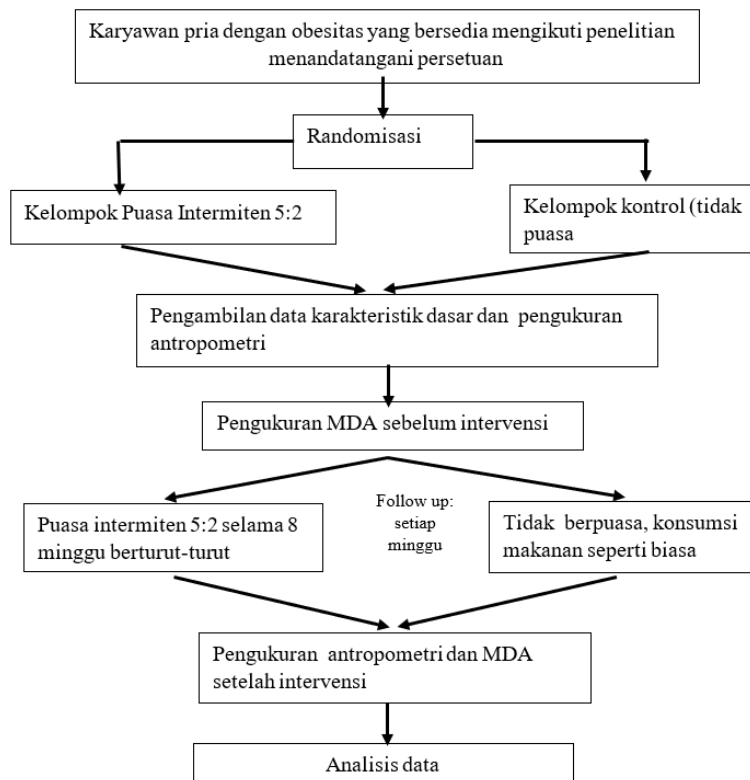 Karyawan pria dengan obesitas yang bersedia mengikuti penelitian
menandatangani persetuan
Randomisasi
Kelompok Puasa Intermiten 5:2
Kelompok kontrol (tidak
puasa
Pengambilan data karakteristik dasar dan pengukuran
antropometri
Pengukuran MDA sebelum intervensi
Puasa intermiten 5:2 selama 8
minggu berturut-turut
Follow up:
setiap
minggu
Tidak berpuasa, konsumsi
makanan seperti biasa
Pengukuran antropometri dan MDA
setelah intervensi
Analisis data